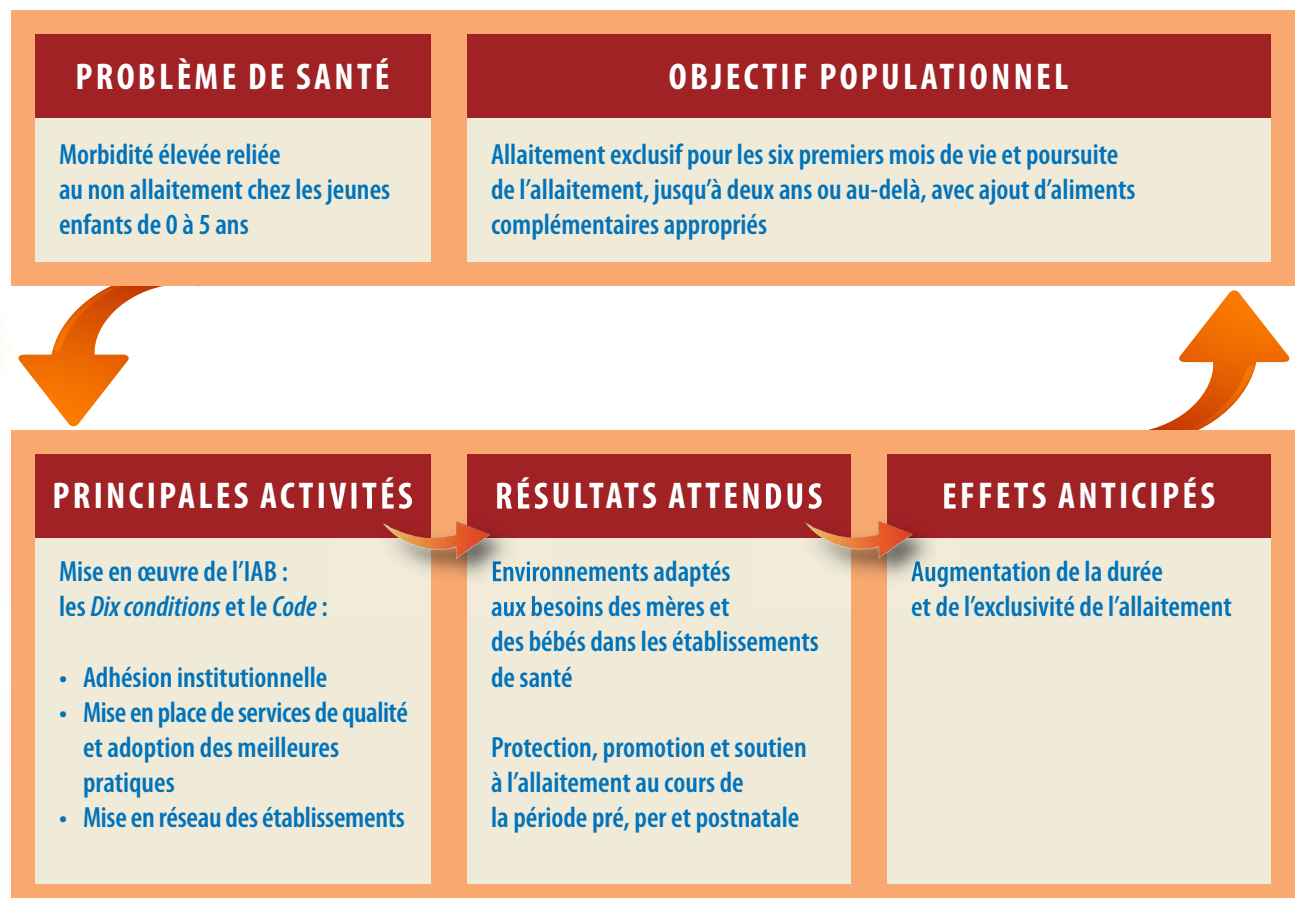 PROBLÈME DE SANTÉ
Morbidité élevée reliée
au non allaitement chez les jeunes
enfants de 0 à 5 ans
OBJECTIF POPULATIONNEL
Allaitement exclusif pour les six premiers mois de vie et poursuite
de l’allaitement, jusqu’à deux ans ou au-delà, avec ajout d’aliments
complémentaires appropriés
PRINCIPALES ACTIVITÉS
Mise en œuvre de l’IAB :
les Dix conditions et le Code :
• Adhésion institutionnelle
• Mise en place de services de qualité
et adoption des meilleures
pratiques
• Mise en réseau des établissements
RÉSULTATS ATTENDUS
Environnements adaptés
aux besoins des mères et
des bébés dans les établissements
de santé
Protection, promotion et soutien
à l’allaitement au cours de
la période pré, per et postnatale
EFFETS ANTICIPÉS
Augmentation de la durée
et de l’exclusivité de l’allaitement